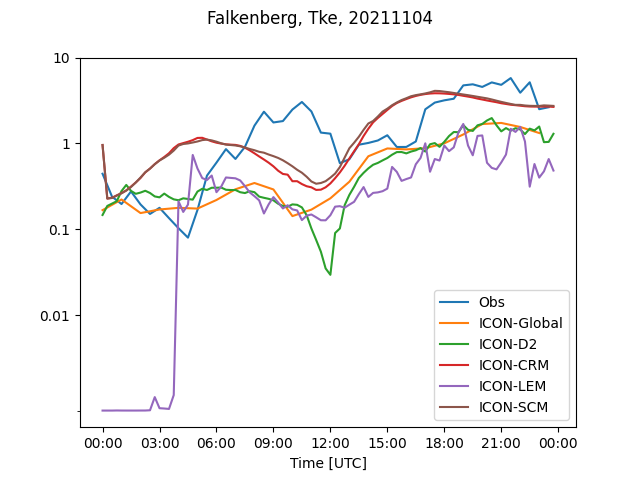 Falkenberg, Tke, 20211104
10
1
0.1
0.01
Obs
ICON-Global
ICON-D2
ICON-CRM
ICON-LEM
ICON-SCM
00:00 03:00 06:00 09:00 12:00 15:00 18:00 21:00 00:00
Time [UTC]